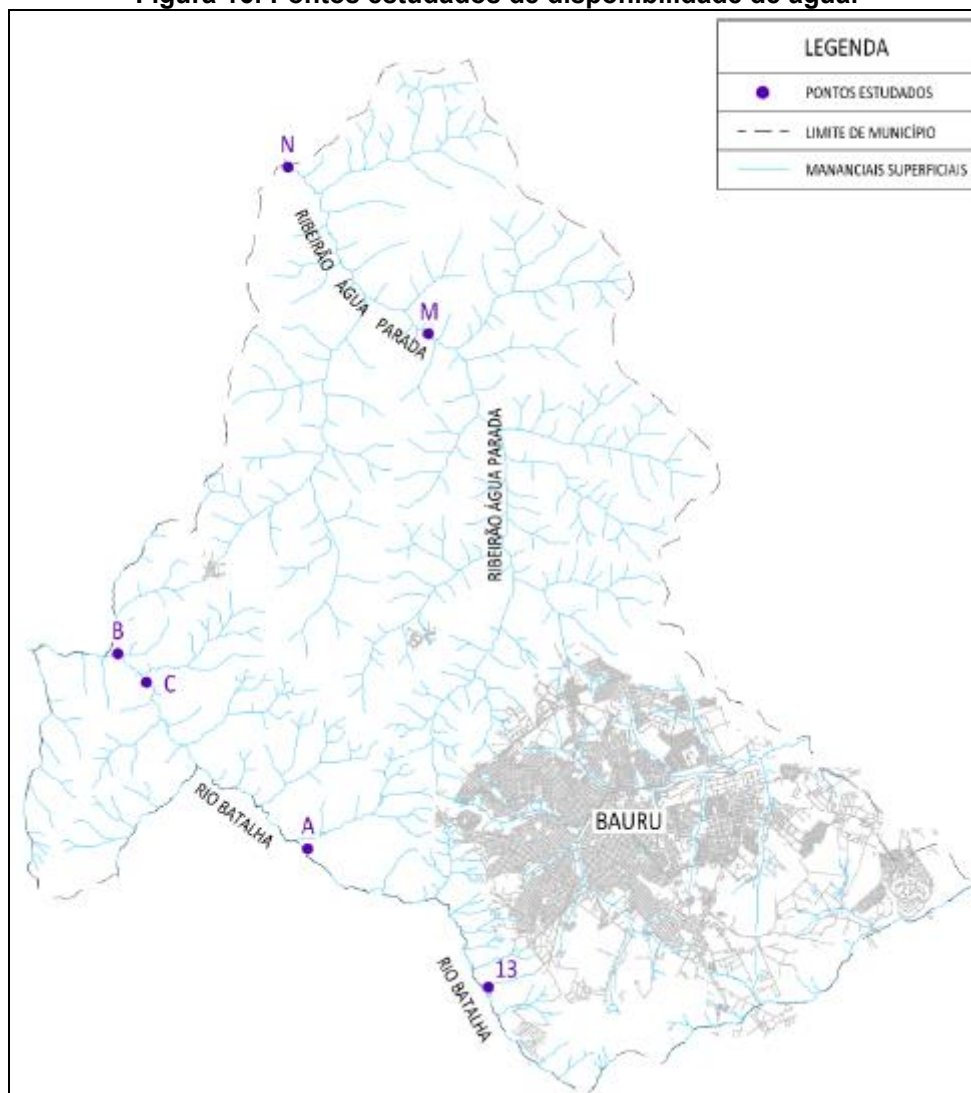 Figura 10. Pontos estudados de disponibilidade de água.
LEGENDA
PONTOS ESTUDADOS
LIMITE DE MUNICÍPIO
MANANCIAIS SUPERFICIAIS
N
RIBEIRÃO ÁGUA PARADA
M
RIBEIRÃO ÁGUA PARADA
B
C
RIO BATALHA
A
BAURU
13
RIO BATALHA